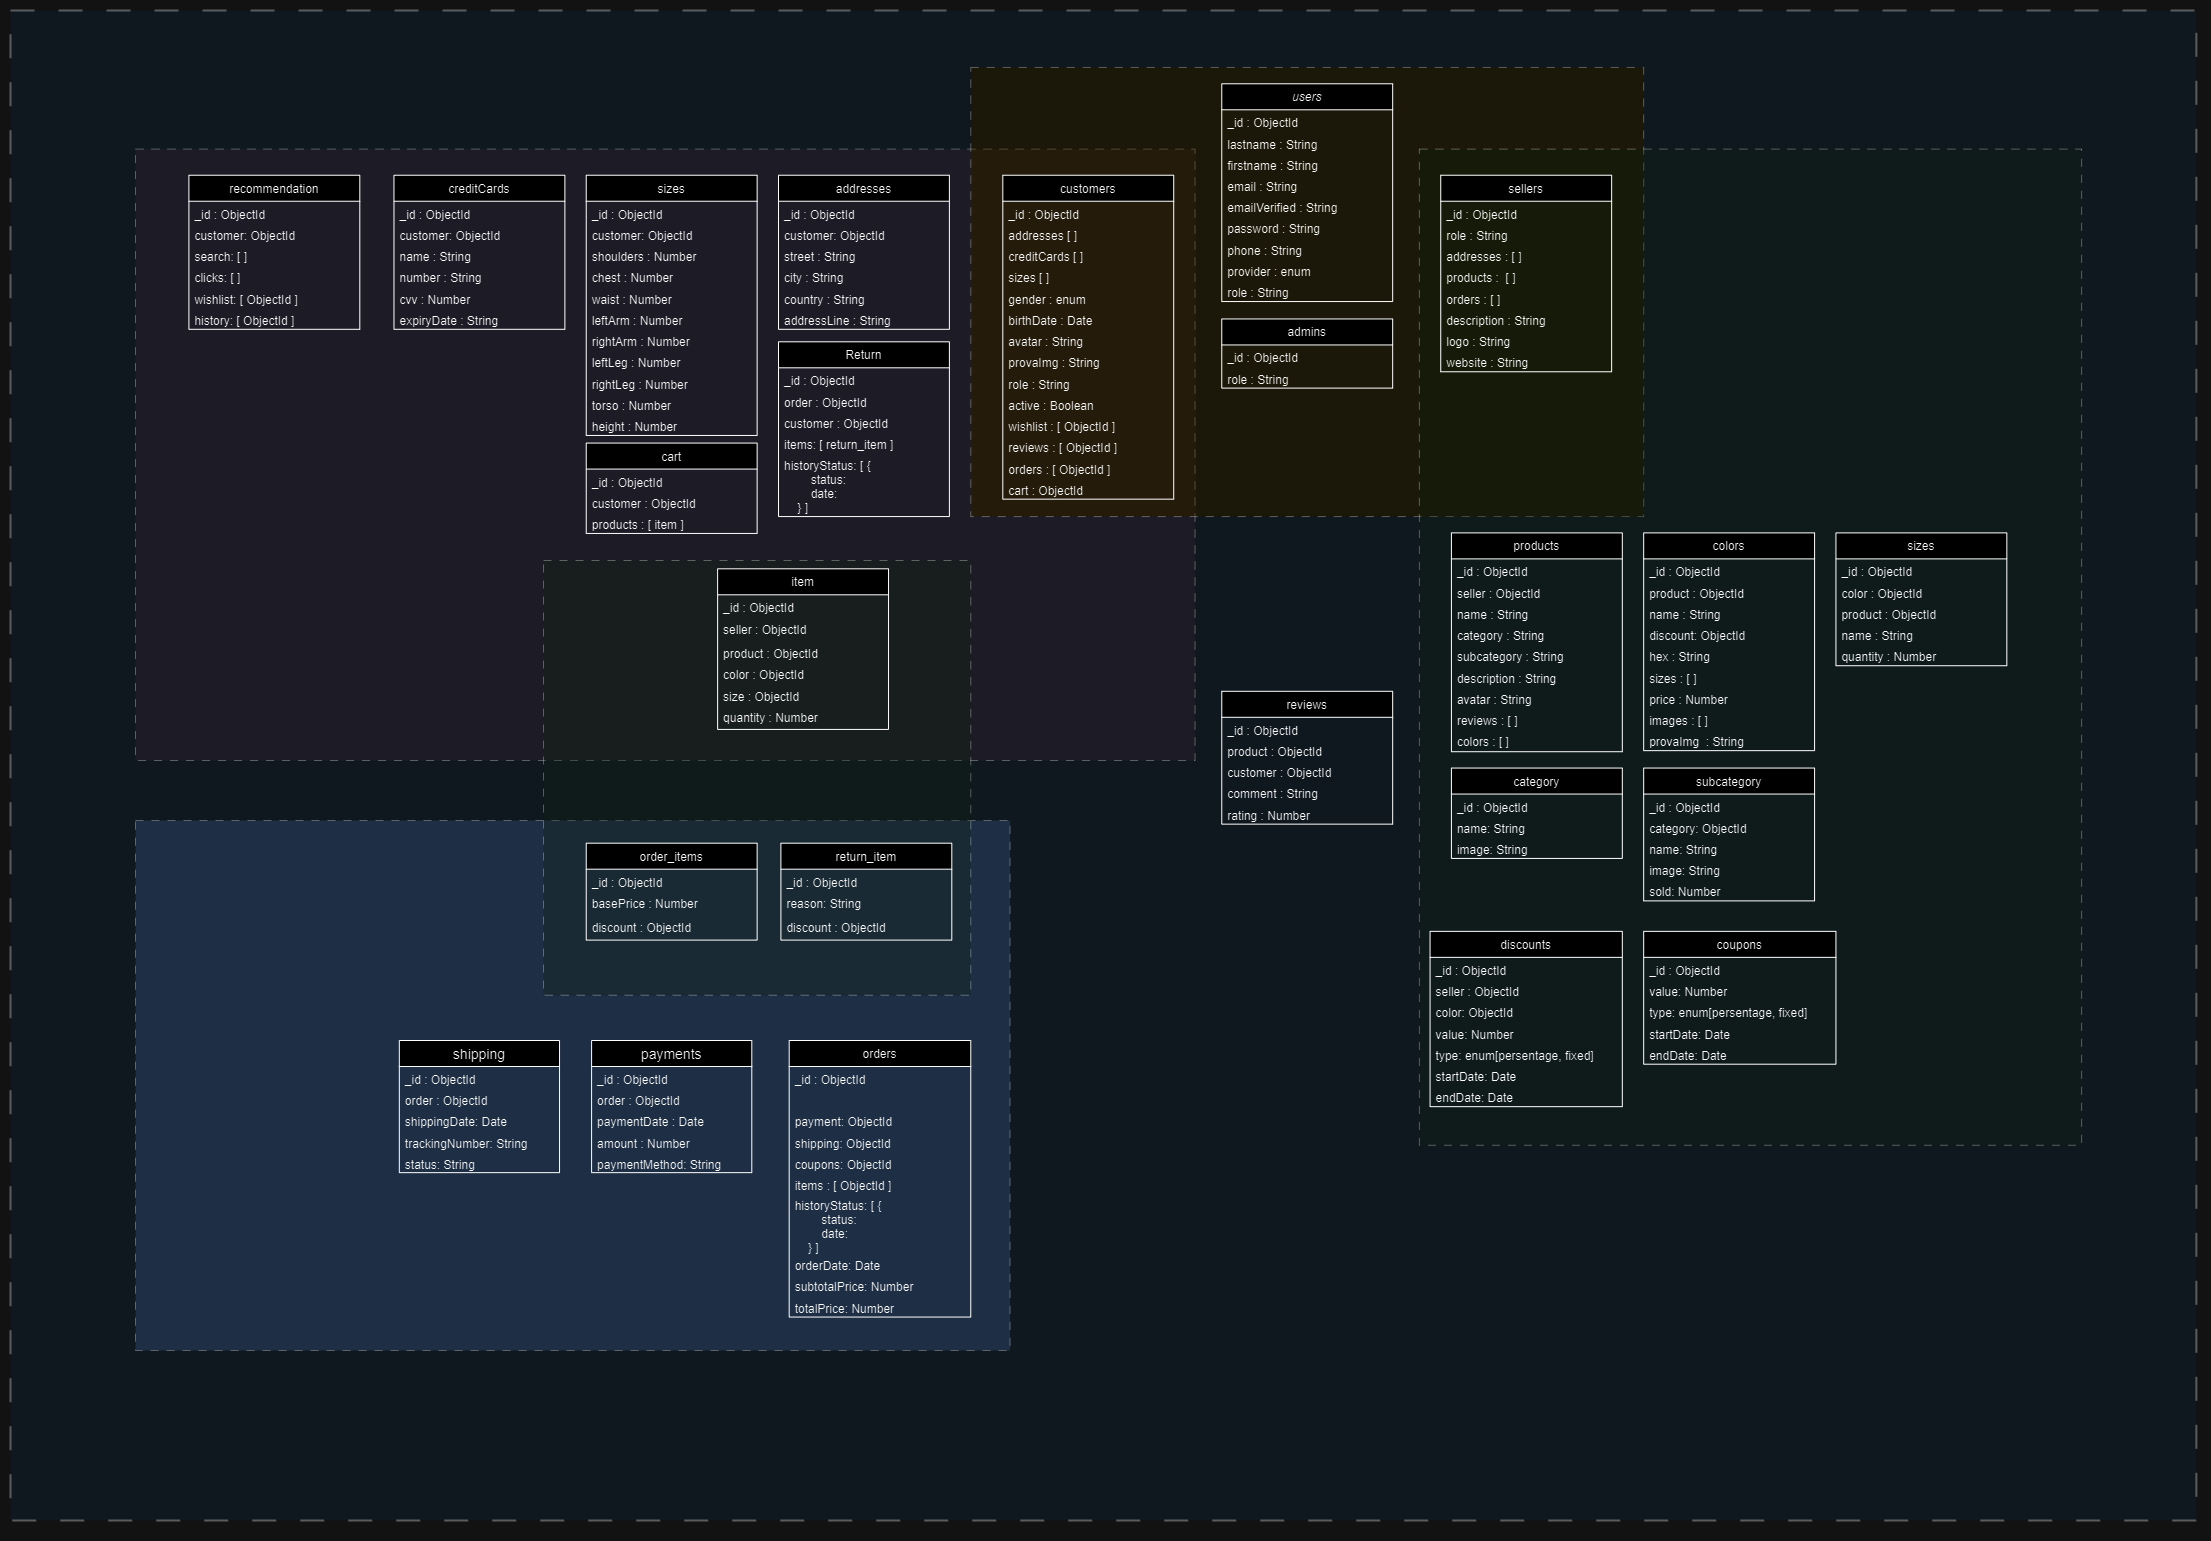 users
_id : ObjectId
lastname : String
firstname : String
email : String
emailVerified : String
password : String
phone : String
provider : enum
role : String
admins
_id : ObjectId
role : String
recommendation
_id : ObjectId
customer: ObjectId
search: [ ]
clicks: [ ]
wishlist: [ ObjectId ]
history: [ ObjectId ]
creditCards
_id : ObjectId
customer: ObjectId
name : String
number : String
cvv : Number
expiryDate : String
sizes
_id : ObjectId
customer: ObjectId
shoulders : Number
chest : Number
waist : Number
leftArm : Number
rightArm : Number
leftLeg : Number
rightLeg : Number
torso : Number
height : Number
cart
_id : ObjectId
customer : ObjectId
products : [ item ]
addresses
_id : ObjectId
customer: ObjectId
street : String
city : String
country : String
addressLine : String
Return
_id : ObjectId
order : ObjectId
customer : ObjectId
items: [ return_item ]
historyStatus: [ {
status:
date:
} ]
customers
_id : ObjectId
addresses [ ]
creditCards [ ]
sizes [ ]
gender : enum
birthDate : Date
avatar : String
provaImg : String
role : String
active : Boolean
wishlist : [ ObjectId ]
reviews : [ ObjectId ]
orders : [ ObjectId ]
cart : ObjectId
sellers
_id : ObjectId
role : String
addresses : [ ]
products : [ ]
orders : [ ]
description : String
logo : String
website : String
item
_id : ObjectId
seller : ObjectId
product : ObjectId
color : ObjectId
size : ObjectId
quantity : Number
reviews
_id : ObjectId
product : ObjectId
customer : ObjectId
comment : String
rating : Number
products
_id : ObjectId
seller : ObjectId
name : String
category : String
subcategory : String
description : String
avatar : String
reviews : [ ]
colors : [ ]
colors
_id : ObjectId
product : ObjectId
name : String
discount: ObjectId
hex : String
sizes : [ ]
price : Number
images : [ ]
provaImg : String
sizes
_id : ObjectId
color : ObjectId
product : ObjectId
name : String
quantity : Number
category
_id : ObjectId
name: String
image: String
subcategory
_id : ObjectId
category: ObjectId
name: String
image: String
sold: Number
order_items
_id : ObjectId
basePrice : Number
discount : ObjectId
return_item
_id : ObjectId
reason: String
discount : ObjectId
discounts
_id : ObjectId
seller : ObjectId
color: ObjectId
value: Number
type: enum[persentage, fixed]
startDate: Date
endDate: Date
coupons
_id : ObjectId
value: Number
type: enum[persentage, fixed]
startDate: Date
endDate: Date
shipping
_id : ObjectId
order : ObjectId
shippingDate: Date
trackingNumber: String
status: String
payments
_id : ObjectId
order : ObjectId
paymentDate : Date
amount : Number
paymentMethod: String
orders
_id : ObjectId
payment: ObjectId
shipping: ObjectId
coupons: ObjectId
items : [ ObjectId ]
historyStatus: [ {
status:
date:
} ]
orderDate: Date
subtotalPrice: Number
totalPrice: Number